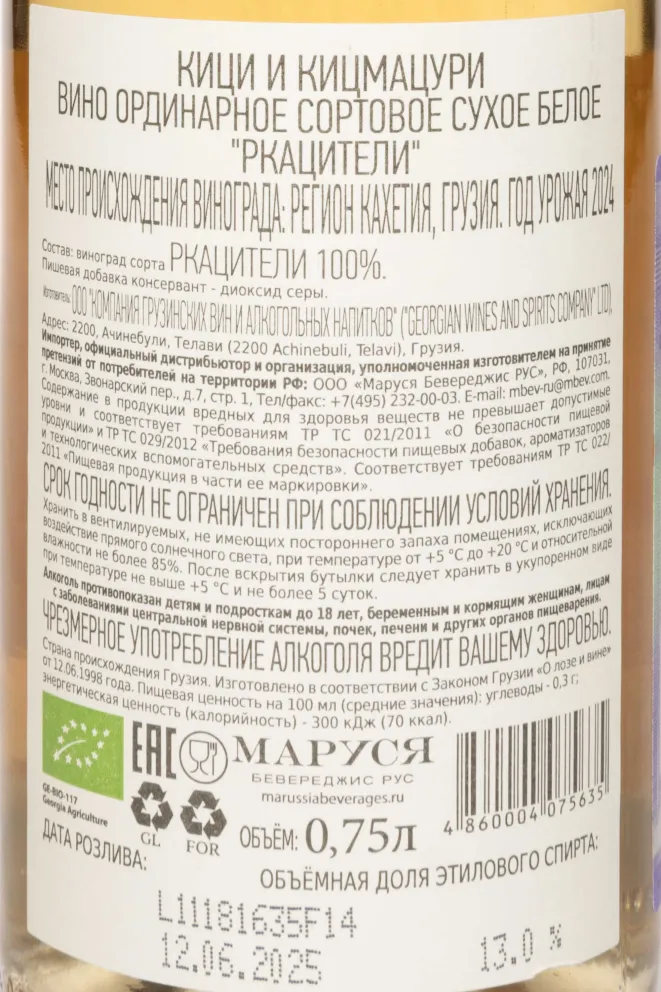 КИЦИ И КИЦМАЦУРИ
ВИНО ОРДИНАРНОЕ СОРТОВОЕ СУХОЕ БЕЛОЕ
"РКАЦИТЕЛИ"
МЕСТО ПРОИСХОЖДЕНИЯ ВИНОГРАДА: РЕГИОН КАХЕТИЯ, ГРУЗИЯ. ГОД УРОЖАЯ 2024
Состав: виноград сорта РКАЦИТЕЛИ 100%.
Пищевая добавка консервант - диоксид серы.
Изготовитель: ООО "КОМПАНИЯ ГРУЗИНСКИХ ВИН И АЛКОГОЛЬНЫХ НАПИТКОВ" ("GEORGIAN WINES AND SPIRITS COMPANY" LTD),
Адрес: 2200, Ачинебули, Телави (2200 Achinebuli, Telavi), Грузия.
Импортер, официальный дистрибьютор и организация, уполномоченная изготовителем на принятие
претензий от потребителей на территории РФ: ООО «Маруся Бевереджис РУС», РФ, 107031,
г. Москва, Звонарский пер., д.7, стр. 1, Тел/факс: +7(495) 232-00-03. E-mail: mbev-ru@mbev.com.
Содержание в продукции вредных для здоровья веществ не превышает допустимые
уровни и соответствует требованиям ТР ТС 021/2011 «О безопасности пищевой
продукции» и ТР ТС 029/2012 «Требования безопасности пищевых добавок, ароматизаторов
и технологических вспомогательных средств». Соответствует требованиям ТР ТС 022/
2011 «Пищевая продукция в части ее маркировки».
СРОК ГОДНОСТИ НЕ ОГРАНИЧЕН ПРИ СОБЛЮДЕНИИ УСЛОВИЙ ХРАНЕНИЯ.
Хранить в вентилируемых, не имеющих постороннего запаха помещениях, исключающих
воздействие прямого солнечного света, при температуре от +5 °С до +20 °С и относительной
влажности не более 85%. После вскрытия бутылки следует хранить в укупоренном виде
при температуре не выше +5 °С и не более 5 суток.
Алкоголь противопоказан детям и подросткам до 18 лет, беременным и кормящим женщинам, лицам
с заболеваниями центральной нервной системы, почек, печени и других органов пищеварения.
ЧРЕЗМЕРНОЕ УПОТРЕБЛЕНИЕ АЛКОГОЛЯ ВРЕДИТ ВАШЕМУ ЗДОРОВЬЮ.
Страна происхождения Грузия. Изготовлено в соответствии с Законом Грузии «О лозе и вине»
от 12.06.1998 года. Пищевая ценность на 100 мл (средние значения): углеводы - 0,3 г;
энергетическая ценность (калорийность) - 300 кДж (70 ккал).
EAC
МАРУСЯ
БЕВЕРЕДЖИС РУС
marussiabeverages.ru
GE-BIO-117
Georgia Agriculture
GL
FOR
ОБЪЁМ: 0,75л
4 860004 075635
ДАТА РОЗЛИВА:
ОБЪЁМНАЯ ДОЛЯ ЭТИЛОВОГО СПИРТА:
L11181635F14
12.06.2025
13.0 %